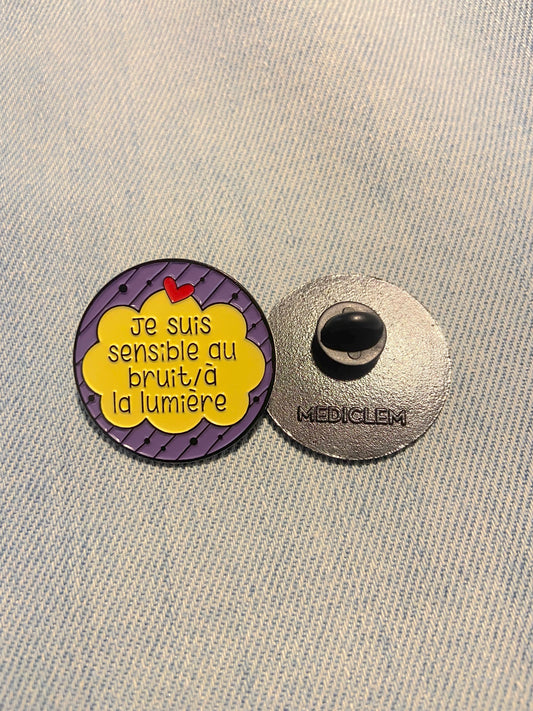 Je suis
sensible au
bruit/à
la lumière
MEDICLEM